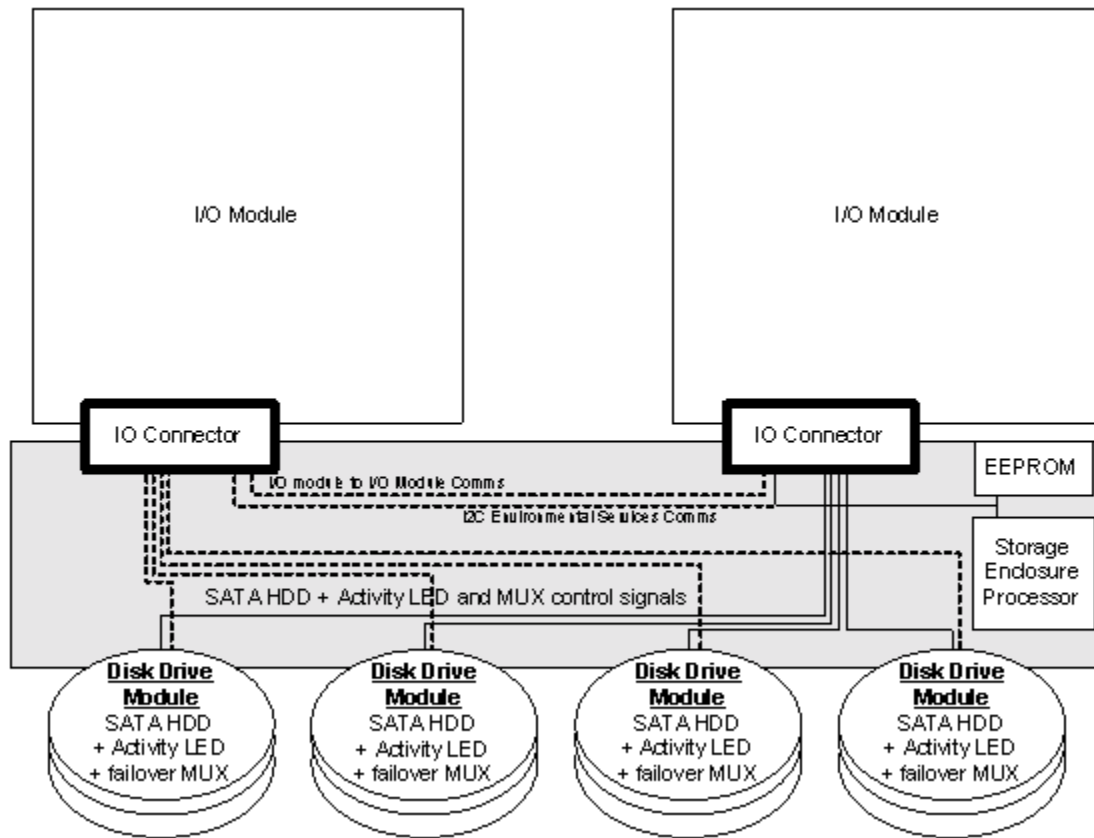 I/O Module
I/O Module
IO Connector
IO Connector
EEPROM
I/O module to I/O Module Comms
I2C Environmental Services Comms
Storage
Enclosure
Processor
SATA HDD + Activity LED and MUX control signals
Disk Drive
Module
SATA HDD
+ Activity LED
+ failover MUX
Disk Drive
Module
SATA HDD
+ Activity LED
+ failover MUX
Disk Drive
Module
SATA HDD
+ Activity LED
+ failover MUX
Disk Drive
Module
SATA HDD
+ Activity LED
+ failover MUX